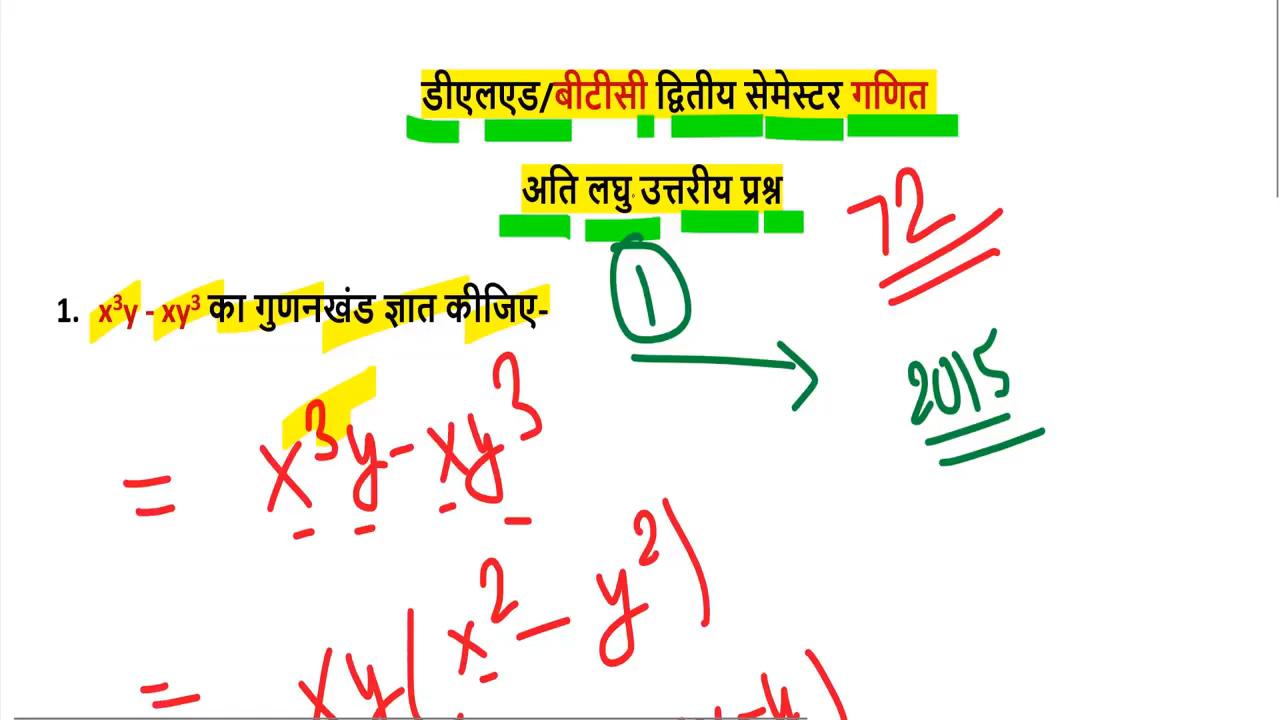 डीएलएड/बीटीसी द्वितीय सेमेस्टर गणित
अति लघु उत्तरीय प्रश्न
72
1
1. x³y - xy³ का गुणनखंड ज्ञात कीजिए-
2015
= x³y - xy³
= xy(x² - y²)